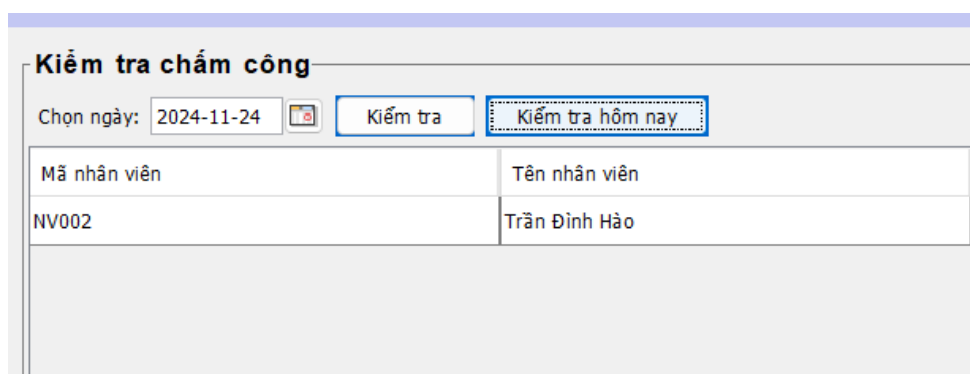 Kiểm tra chấm công
Chọn ngày: 2024-11-24 Kiểm tra Kiểm tra hôm nay
Mã nhân viên Tên nhân viên
NV002 Trần Đình Hào